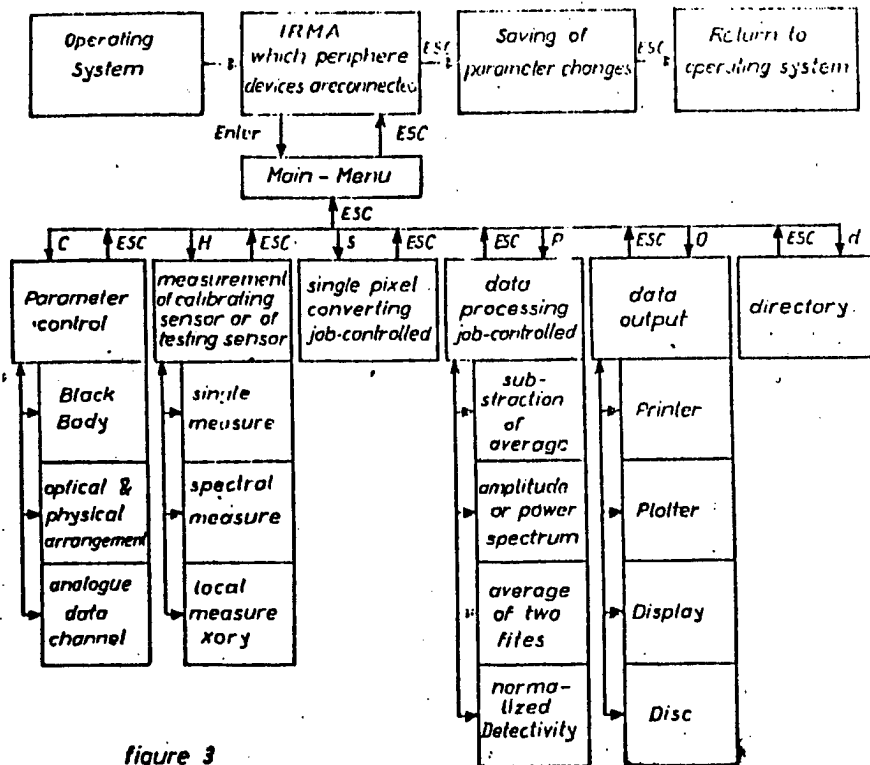 Operating
System
IRMA
which periphere
devices areconnected
ESC
Saving of
parameter changes
ESC
Return to
operating system
Enter
ESC
Main - Menu
ESC
C
ESC
H
ESC
s
ESC
ESC
P
ESC
O
ESC
d
Parameter
control
measurement
of calibrating
sensor or of
testing sensor
single pixel
converting
job-controlled
data
processing
job-controlled
data
output
directory
Black
Body
optical &
physical
arrangement
analogue
data
channel
single
measure
spectral
measure
local
measure
xory
sub-
straction
of
average
amplitude
or power
spectrum
average
of two
files
norma-
lized
Detectivity
Printer
Plotter
Display
Disc
figure 3